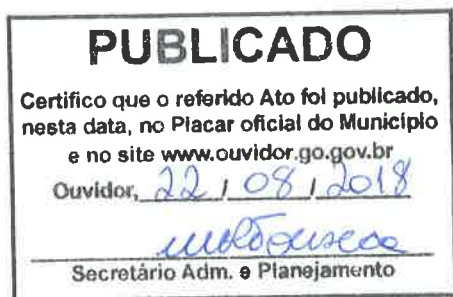 PUBLICADO
Certifico que o referido Ato foi publicado,
nesta data, no Placar oficial do Município
e no site www.ouvidor.go.gov.br
Ouvidor, 22 / 08 / 2018
Secretário Adm. e Planejamento